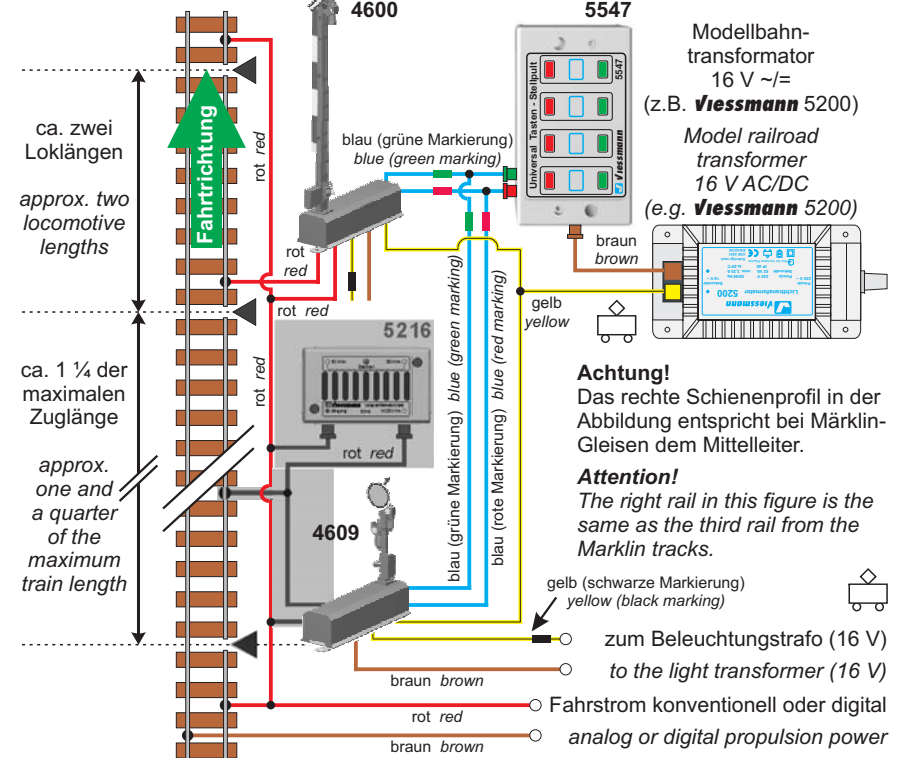 4600
5547
Modellbahn-
transformator
16 V ~/=
(z.B. viessmann 5200)
Model railroad
transformer
16 V AC/DC
(e.g. viessmann 5200)
Universal Tasten - Stellpult
5547
viessmann
Fahrtrichtung
ca. zwei
Loklängen
approx. two
locomotive
lengths
rot red
blau (grüne Markierung)
blue (green marking)
rot
red
rot red
braun
brown
gelb
yellow
viessmann
5200
Lichttransformator
5216
rot red
ca. 1 ¼ der
maximalen
Zuglänge
approx.
one and
a quarter
of the
maximum
train length
rot red
4609
blau (grüne Markierung) blue (green marking)
blau (rote Markierung) blue (red marking)
Achtung!
Das rechte Schienenprofil in der
Abbildung entspricht bei Märklin-
Gleisen dem Mittelleiter.
Attention!
The right rail in this figure is the
same as the third rail from the
Marklin tracks.
gelb (schwarze Markierung)
yellow (black marking)
zum Beleuchtungstrafo (16 V)
to the light transformer (16 V)
braun brown
Fahrstrom konventionell oder digital
rot red
analog or digital propulsion power
braun brown